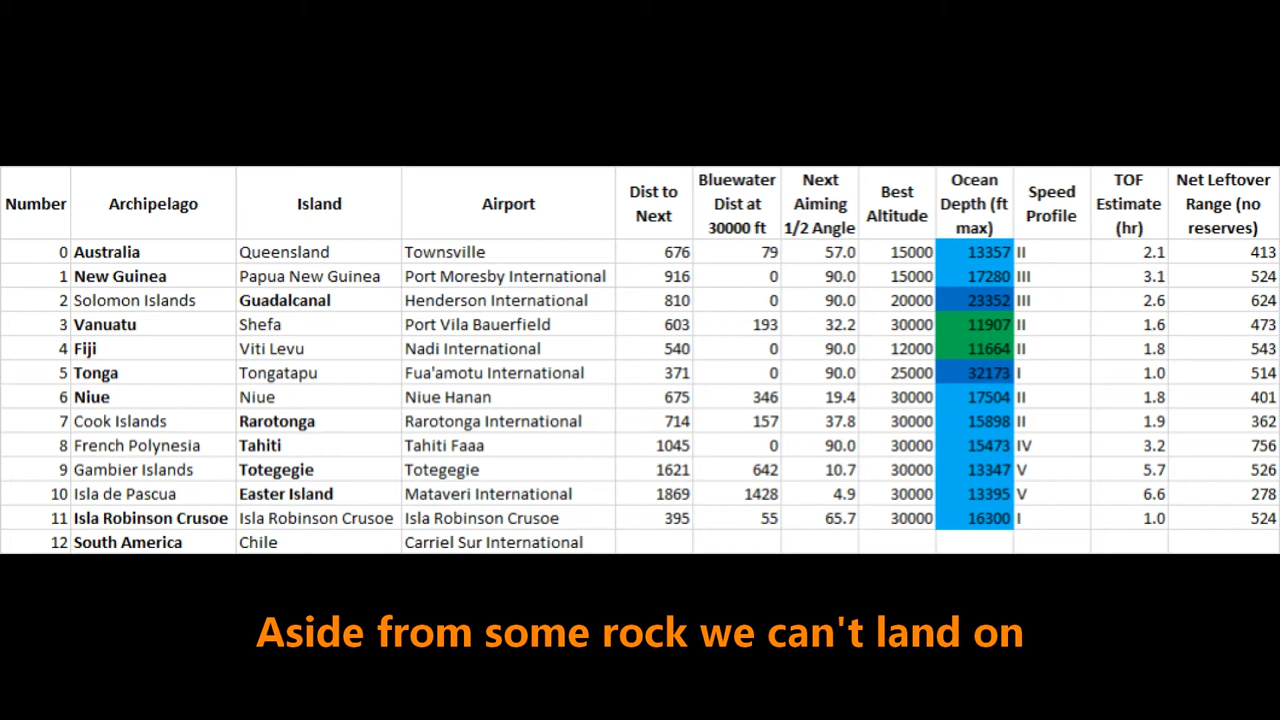 Number Archipelago Island Airport Dist to Next Bluewater Dist at 30000 ft Next Aiming 1/2 Angle Best Altitude Ocean Depth (ft max) Speed Profile TOF Estimate (hr) Net Leftover Range (no reserves)
0 Australia Queensland Townsville 676 79 57.0 15000 13357 II 2.1 413
1 New Guinea Papua New Guinea Port Moresby International 916 0 90.0 15000 17280 III 3.1 524
2 Solomon Islands Guadalcanal Henderson International 810 0 90.0 20000 23352 III 2.6 624
3 Vanuatu Shefa Port Vila Bauerfield 603 193 32.2 30000 11907 II 1.6 473
4 Fiji Viti Levu Nadi International 540 0 90.0 12000 11664 II 1.8 543
5 Tonga Tongatapu Fua'amotu International 371 0 90.0 25000 32173 I 1.0 514
6 Niue Niue Niue Hanan 675 346 19.4 30000 17504 II 1.8 401
7 Cook Islands Rarotonga Rarotonga International 714 157 37.8 30000 15898 II 1.9 362
8 French Polynesia Tahiti Tahiti Faaa 1045 0 90.0 30000 15473 IV 3.2 756
9 Gambier Islands Totegegie Totegegie 1621 642 10.7 30000 13347 V 5.7 526
10 Isla de Pascua Easter Island Mataveri International 1869 1428 4.9 30000 13395 V 6.6 278
11 Isla Robinson Crusoe Isla Robinson Crusoe Isla Robinson Crusoe 395 55 65.7 30000 16300 I 1.0 524
12 South America Chile Carriel Sur International
Aside from some rock we can't land on